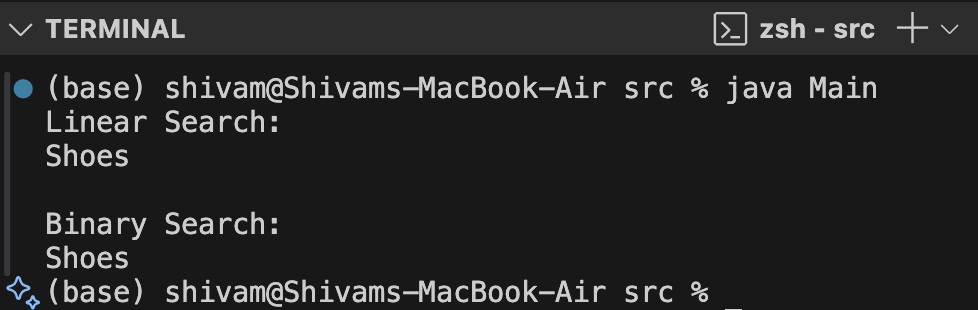 TERMINAL
zsh - src
(base) shivam@Shivams-MacBook-Air src % java Main
Linear Search:
Shoes

Binary Search:
Shoes
(base) shivam@Shivams-MacBook-Air src %